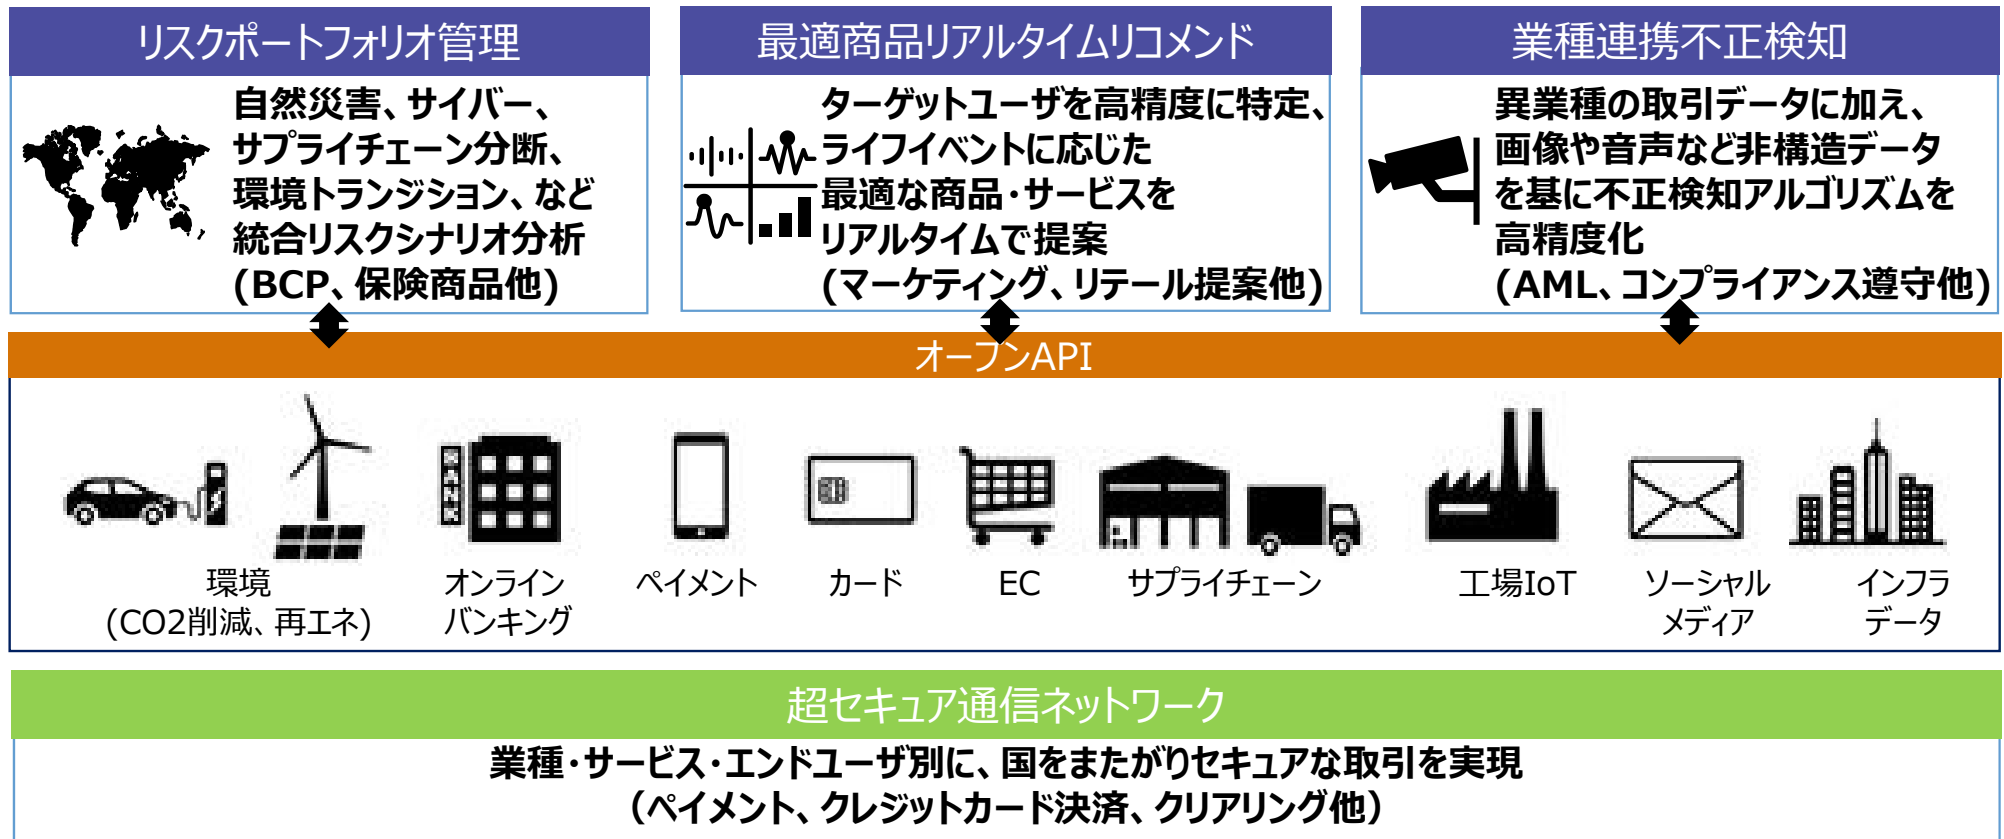 リスクポートフォリオ管理
自然災害、サイバー、
サプライチェーン分断、
環境トランジション、など
統合リスクシナリオ分析
(BCP、保険商品他)
最適商品リアルタイムリコメンド
ターゲットユーザを高精度に特定、
ライフイベントに応じた
最適な商品・サービスを
リアルタイムで提案
(マーケティング、リテール提案他)
業種連携不正検知
異業種の取引データに加え、
画像や音声など非構造データ
を基に不正検知アルゴリズムを
高精度化
(AML、コンプライアンス遵守他)
オープンAPI
BANK
環境
(CO2削減、再エネ)
オンライン
バンキング
ペイメント
カード
EC
サプライチェーン
工場IoT
ソーシャル
メディア
インフラ
データ
超セキュア通信ネットワーク
業種・サービス・エンドユーザ別に、国をまたがりセキュアな取引を実現
（ペイメント、クレジットカード決済、クリアリング他）